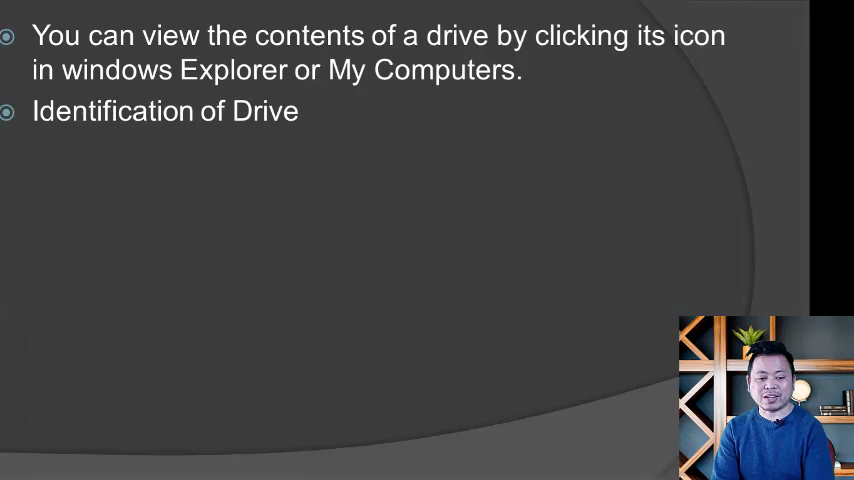 You can view the contents of a drive by clicking its icon
in windows Explorer or My Computers.
Identification of Drive